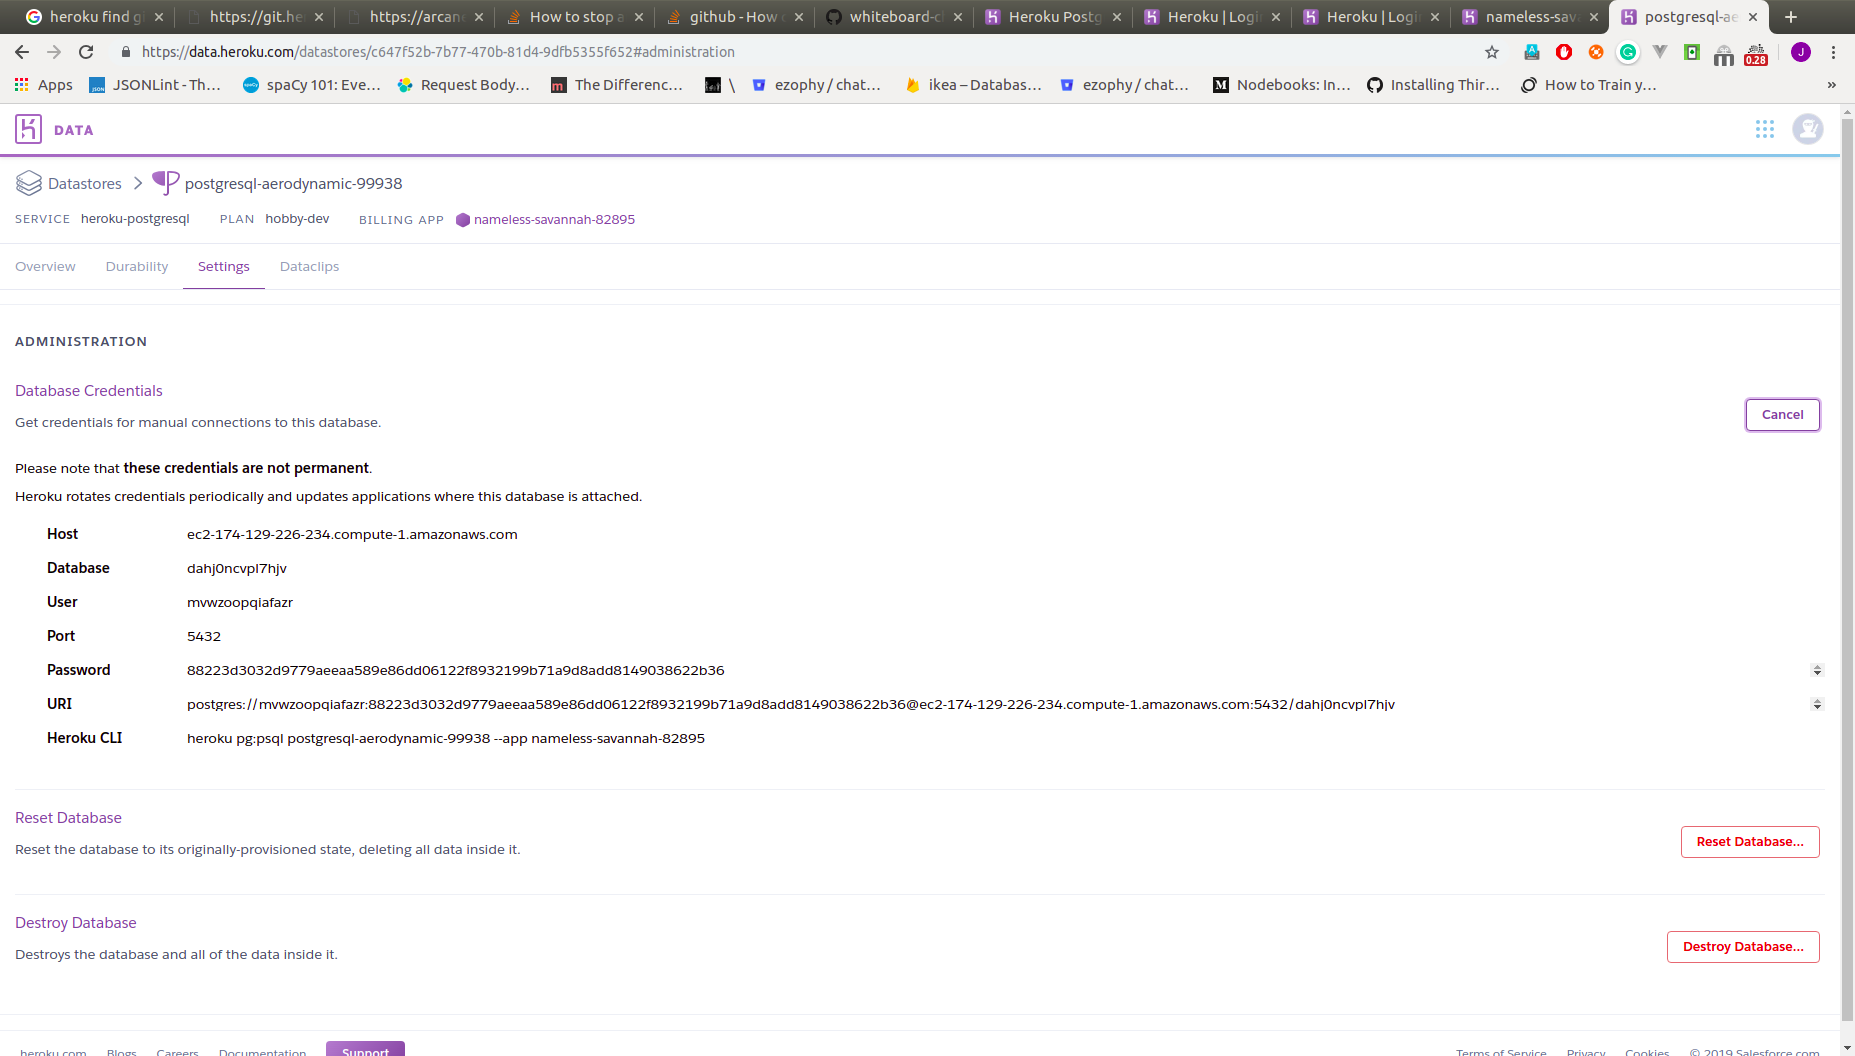 heroku find g
https://git.he
https://arcan
How to stop a
github - How
whiteboard-c
Heroku Postg
Heroku | Logi
Heroku | Logi
nameless-sav
postgresql-ae
https://data.heroku.com/datastores/c647f52b-7b77-470b-81d4-9dfb5355f652#administration
0.28
J
Apps
JSONLint - Th...
spaCy 101: Eve...
Request Body...
The Differenc...
\
ezophy / chat...
ikea – Databas...
ezophy / chat...
Nodebooks: In...
Installing Thir...
How to Train y...
»
DATA
Datastores > postgresql-aerodynamic-99938
SERVICE heroku-postgresql PLAN hobby-dev BILLING APP nameless-savannah-82895
Overview Durability Settings Dataclips
ADMINISTRATION
Database Credentials
Get credentials for manual connections to this database.
Cancel
Please note that these credentials are not permanent.
Heroku rotates credentials periodically and updates applications where this database is attached.
Host ec2-174-129-226-234.compute-1.amazonaws.com
Database dahj0ncvpl7hjv
User mvwzoopqiafazr
Port 5432
Password 88223d3032d9779aeeaa589e86dd06122f8932199b71a9d8add8149038622b36
URI postgres://mvwzoopqiafazr:88223d3032d9779aeeaa589e86dd06122f8932199b71a9d8add8149038622b36@ec2-174-129-226-234.compute-1.amazonaws.com:5432/dahj0ncvpl7hjv
Heroku CLI heroku pg:psql postgresql-aerodynamic-99938 --app nameless-savannah-82895
Reset Database
Reset the database to its originally-provisioned state, deleting all data inside it.
Reset Database...
Destroy Database
Destroys the database and all of the data inside it.
Destroy Database...
heroku.com Blogs Careers Documentation Support Terms of Service Privacy Cookies © 2019 Salesforce.com